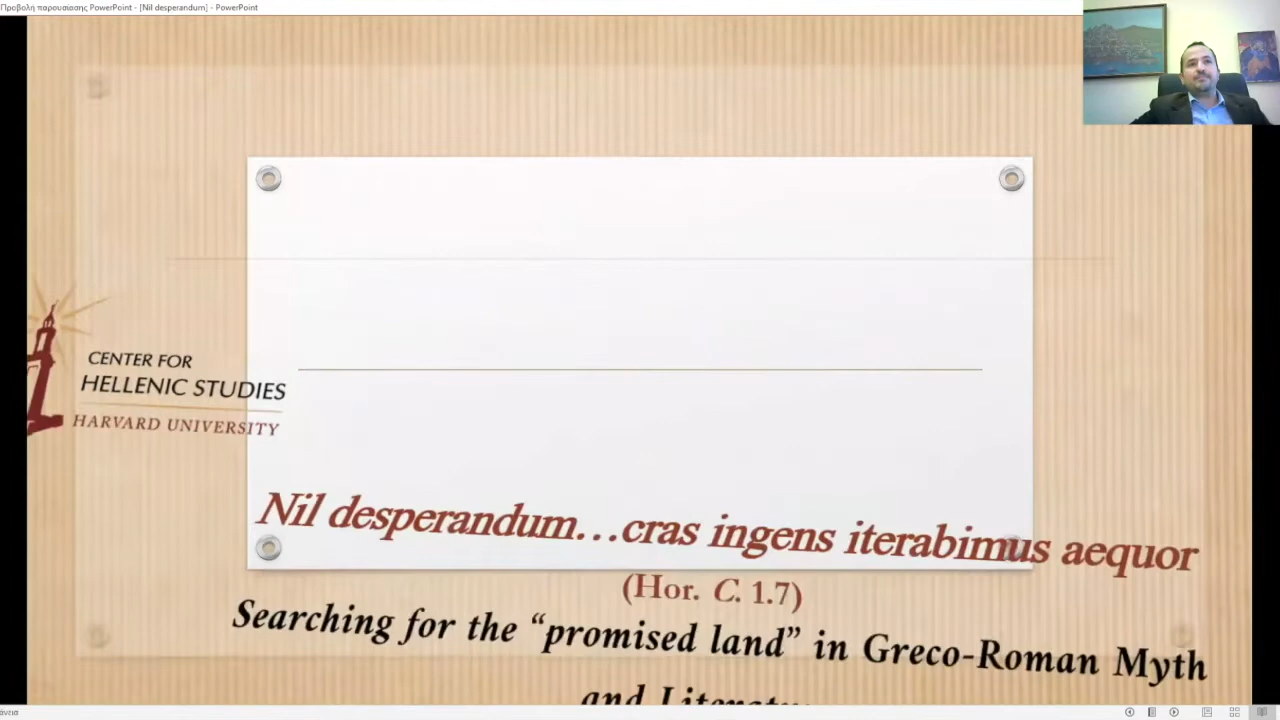 Προβολή παρουσίασης PowerPoint - [Nil desperandum] - PowerPoint
CENTER FOR
HELLENIC STUDIES
HARVARD UNIVERSITY
Nil desperandum…cras ingens iterabimus aequor
(Hor. C. 1.7)
Searching for the “promised land” in Greco-Roman Myth
and